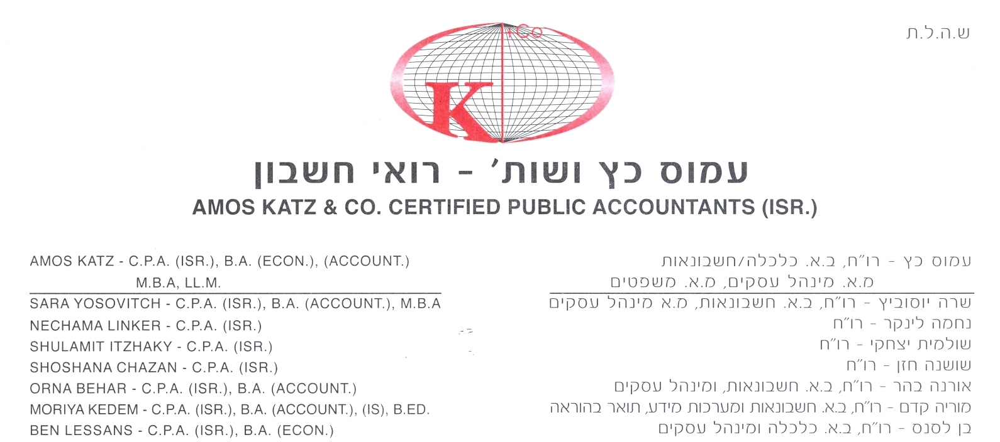 ש.ה.ל.ת
+Co
K
עמוס כץ ושות' - רואי חשבון
AMOS KATZ & CO. CERTIFIED PUBLIC ACCOUNTANTS (ISR.)
AMOS KATZ - C.P.A. (ISR.), B.A. (ECON.), (ACCOUNT.)
M.B.A, LL.M.
SARA YOSOVITCH - C.P.A. (ISR.), B.A. (ACCOUNT.), M.B.A
NECHAMA LINKER - C.P.A. (ISR.)
SHULAMIT ITZHAKY - C.P.A. (ISR.)
SHOSHANA CHAZAN - C.P.A. (ISR.)
ORNA BEHAR - C.P.A. (ISR.), B.A. (ACCOUNT.)
MORIYA KEDEM - C.P.A. (ISR.), B.A. (ACCOUNT.), (IS), B.ED.
BEN LESSANS - C.P.A. (ISR.), B.A. (ECON.)
עמוס כץ - רו"ח, ב.א. כלכלה/חשבונאות
מ.א. מינהל עסקים, מ.א. משפטים
שרה יוסוביץ - רו"ח, ב.א. חשבונאות, מ.א מינהל עסקים
נחמה לינקר - רו"ח
שולמית יצחקי - רו"ח
שושנה חזן - רו"ח
אורנה בהר - רו"ח, ב.א. חשבונאות, ומינהל עסקים
מוריה קדם - רו"ח, ב.א. חשבונאות ומערכות מידע, תואר בהוראה
בן לסנס - רו"ח, ב.א. כלכלה ומינהל עסקים